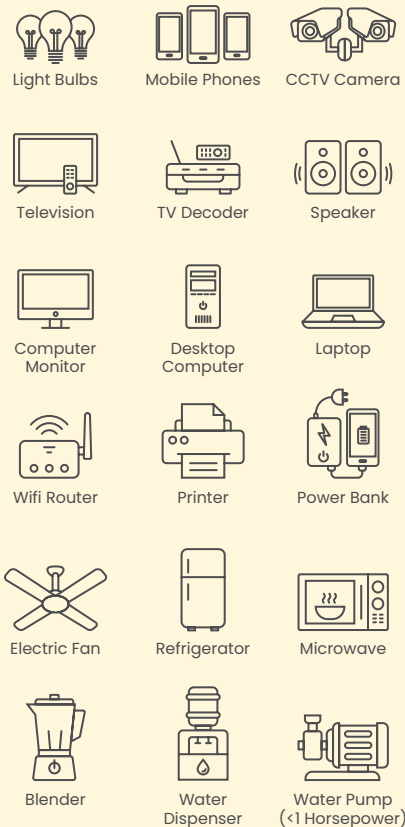 Light Bulbs
Mobile Phones
CCTV Camera
Television
TV Decoder
Speaker
Computer
Monitor
Desktop
Computer
Laptop
Wifi Router
Printer
Power Bank
Electric Fan
Refrigerator
Microwave
Blender
Water
Dispenser
Water Pump
(<1 Horsepower)